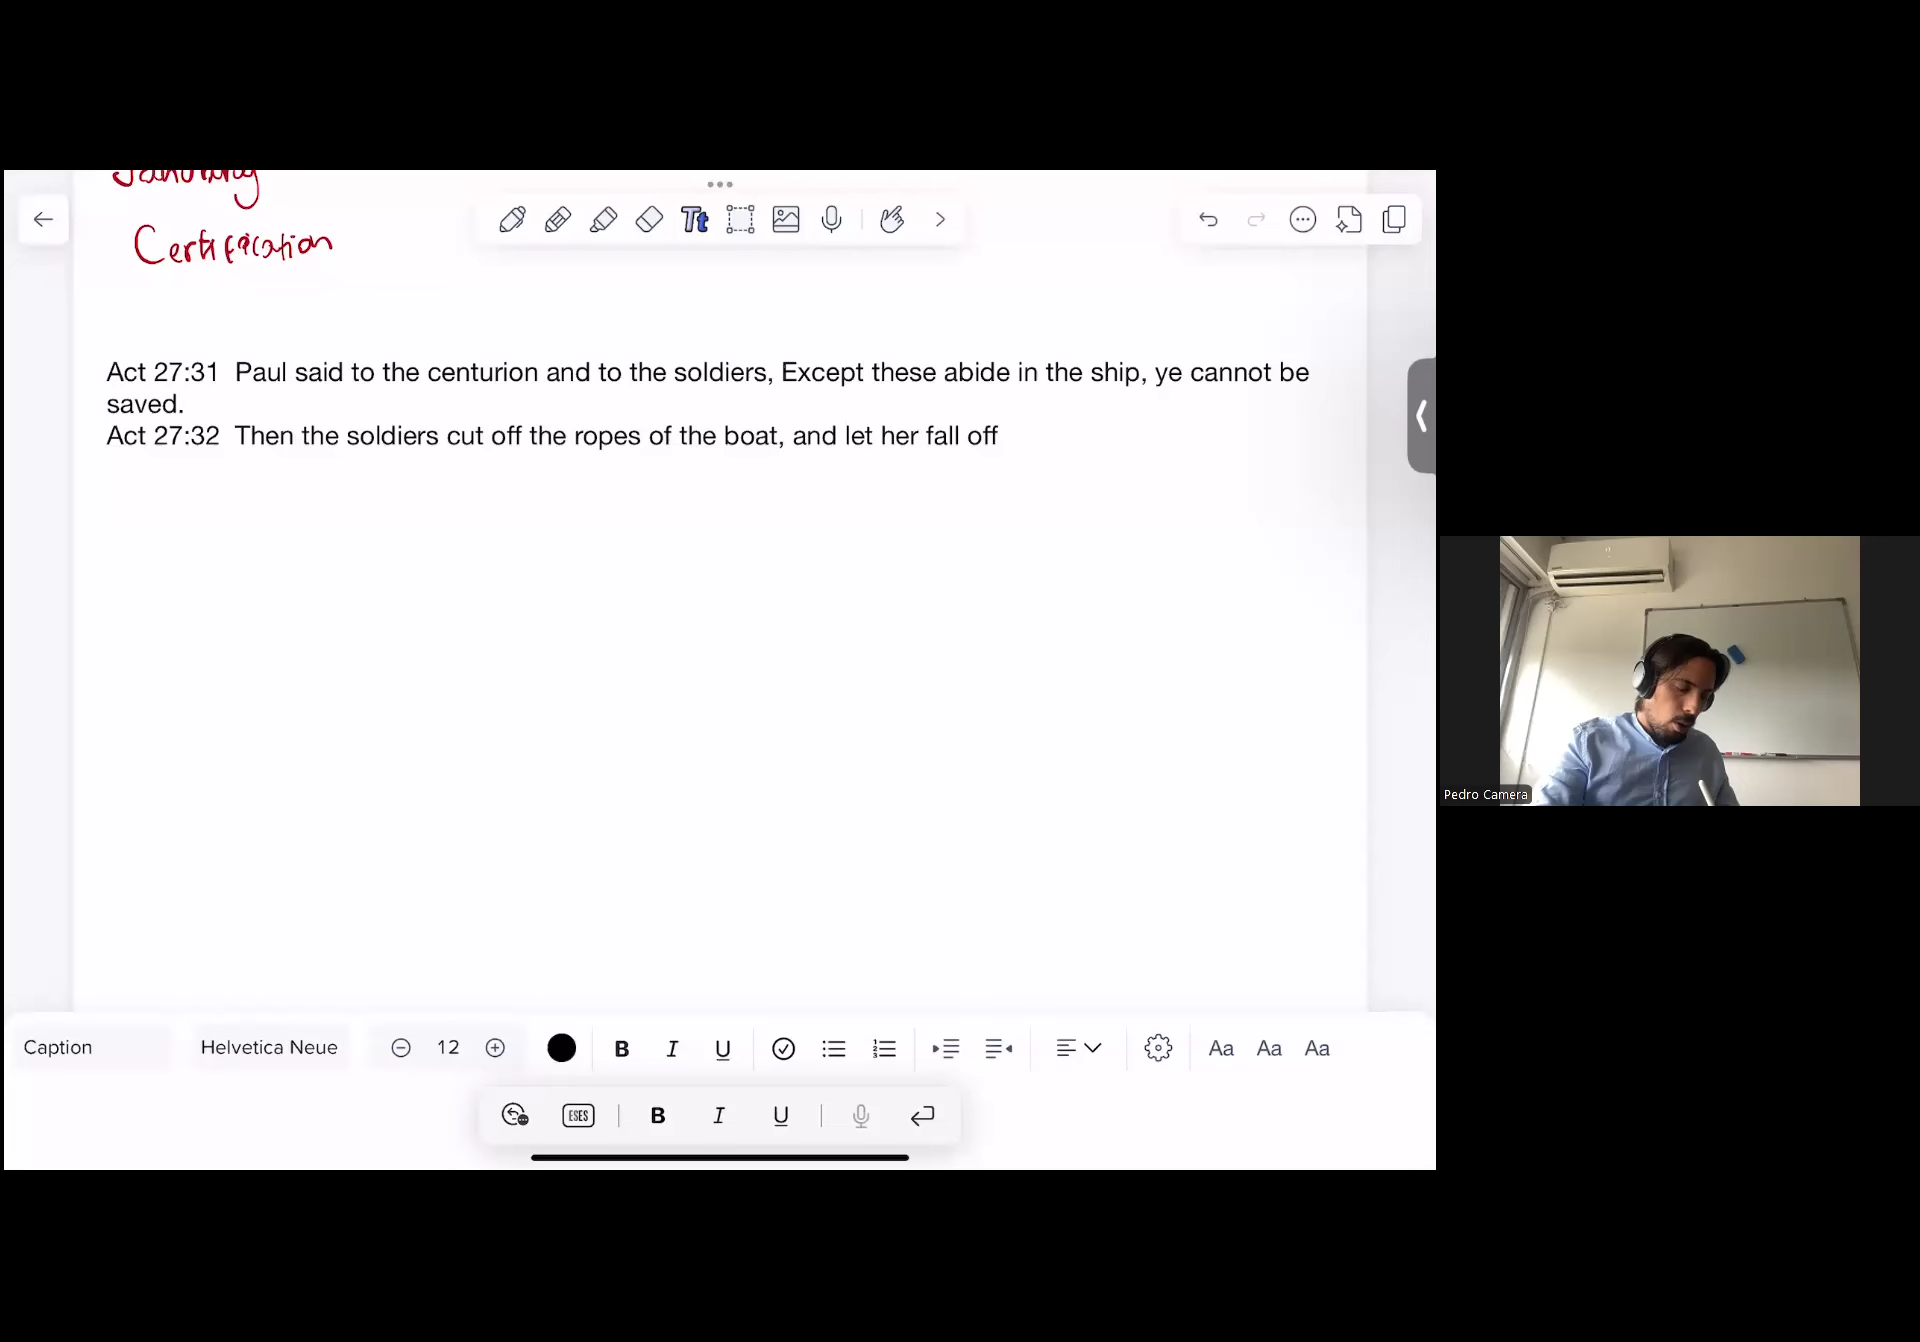 Certification
Act 27:31  Paul said to the centurion and to the soldiers, Except these abide in the ship, ye cannot be
saved.
Act 27:32  Then the soldiers cut off the ropes of the boat, and let her fall off
Pedro Camera
Caption
Helvetica Neue
12
B I U
Aa Aa Aa
ESES
B I U